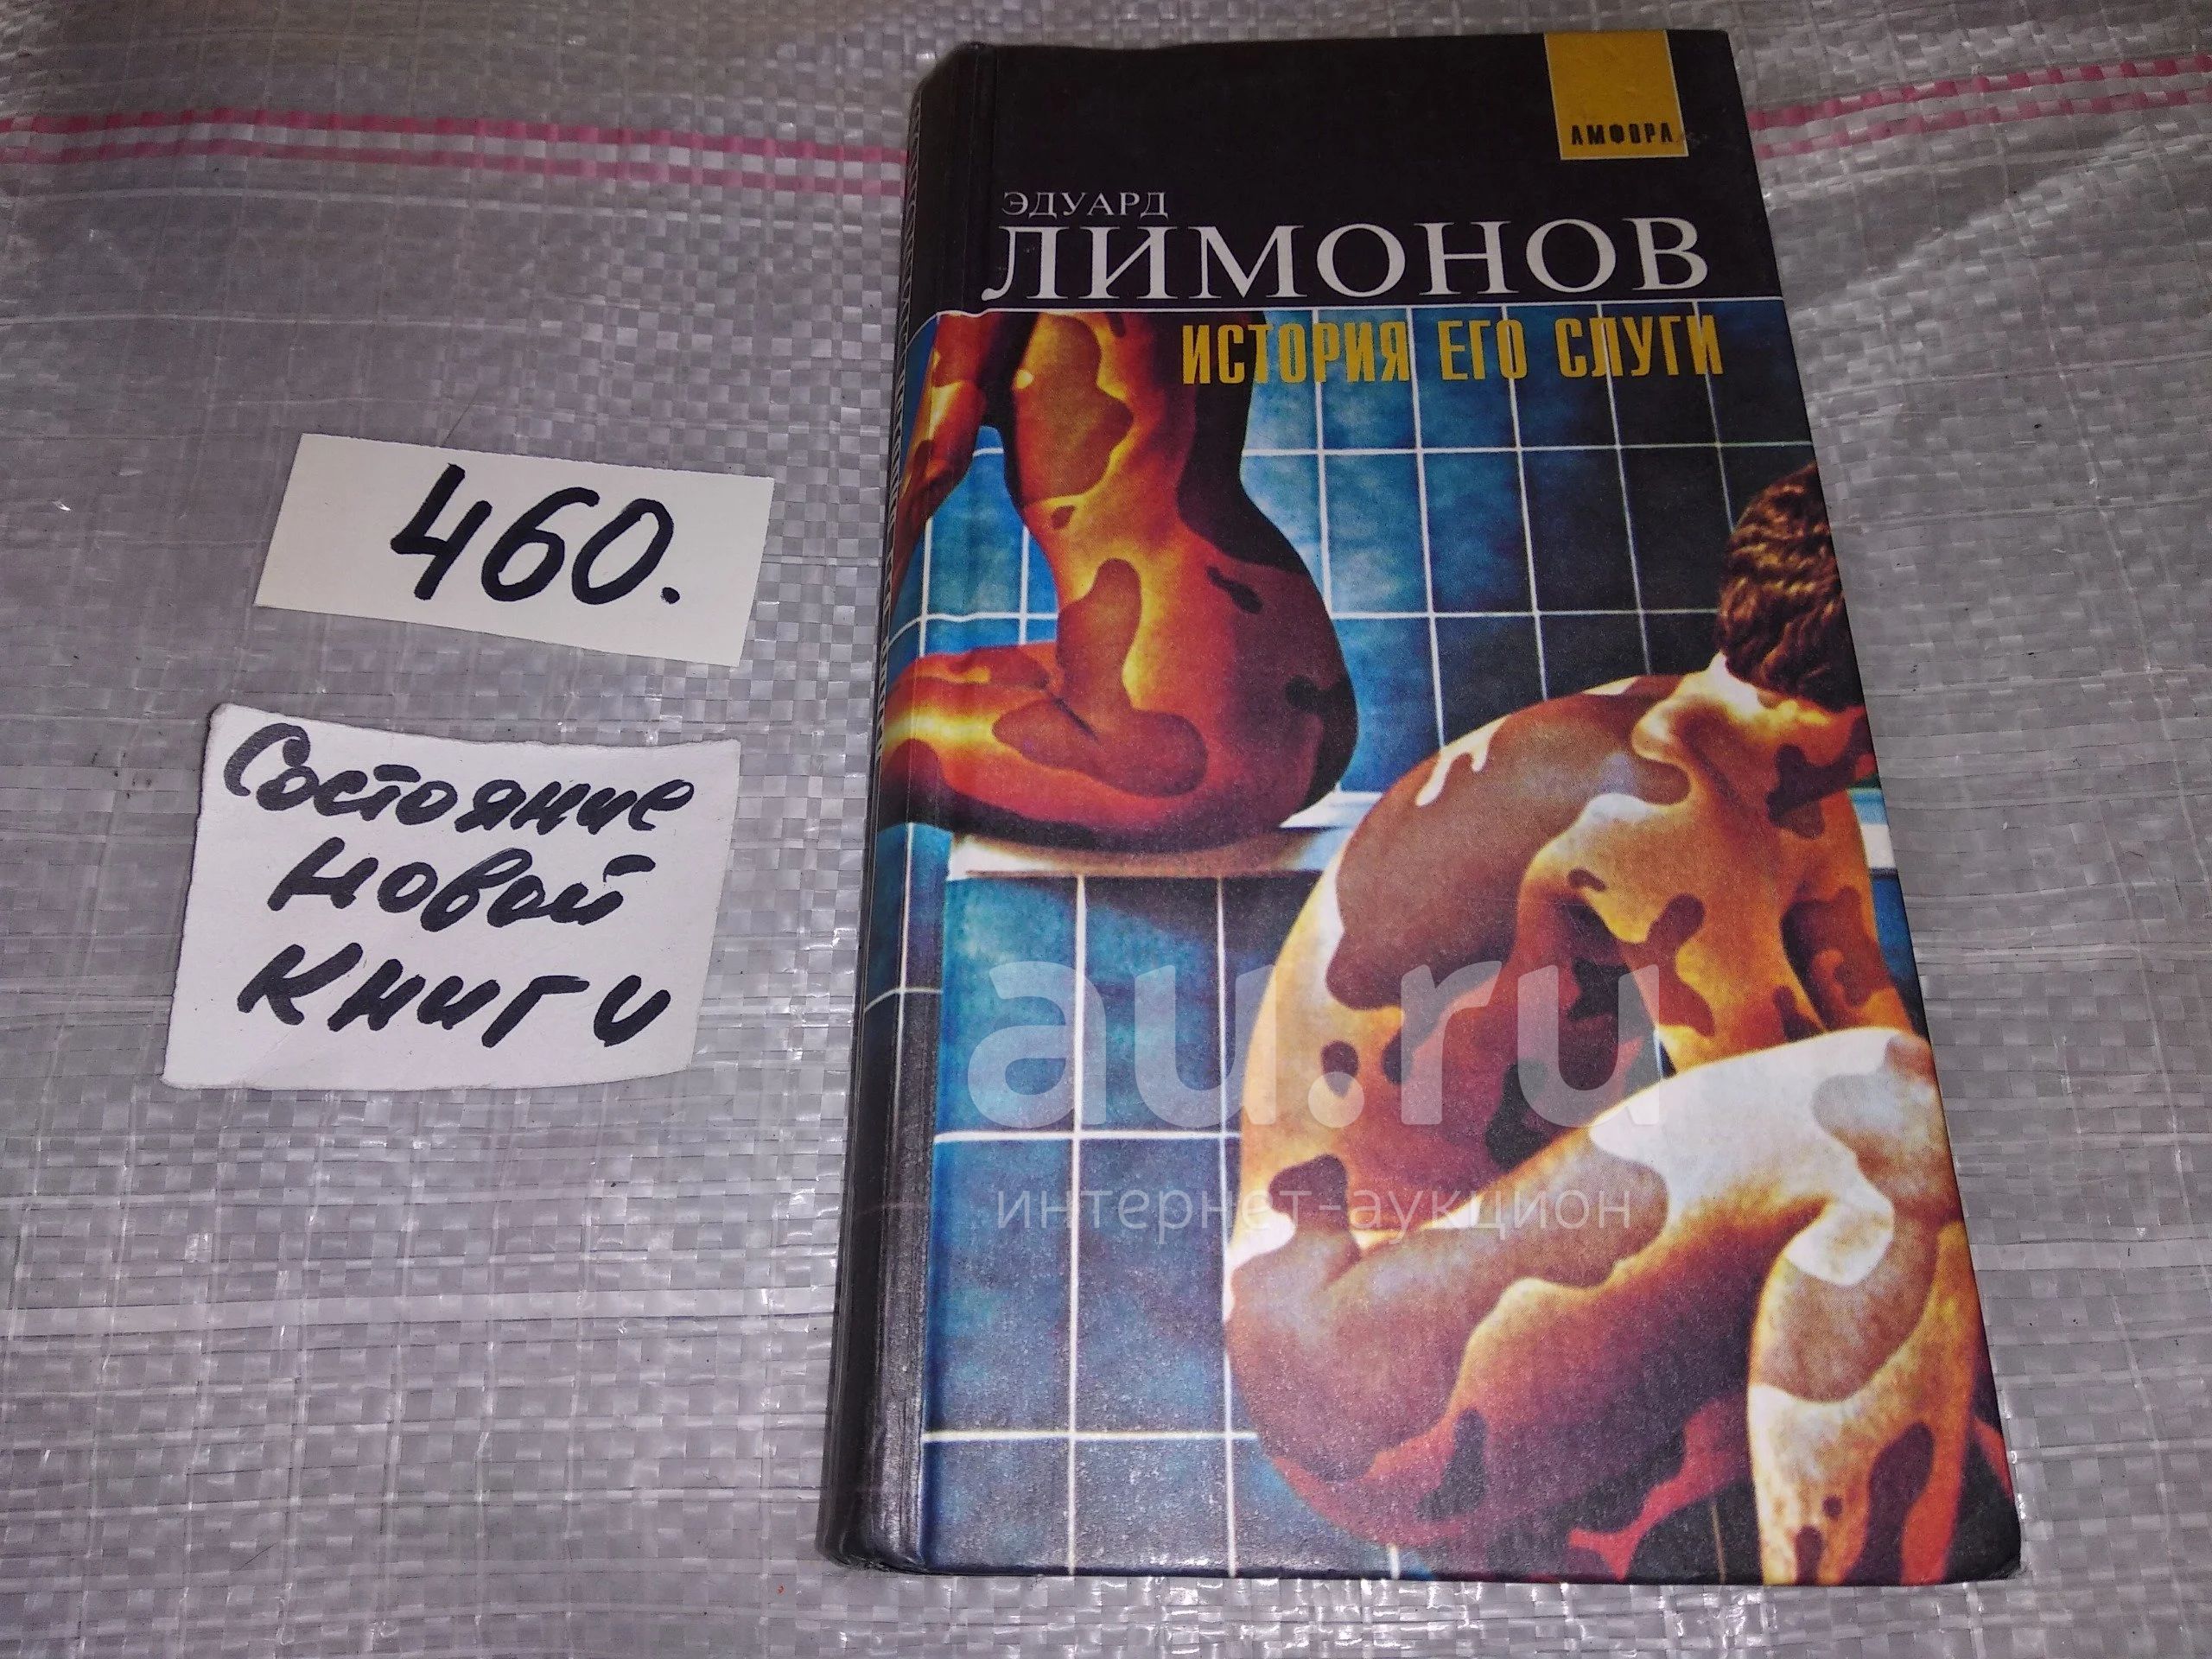 АМФОРА
ЭДУАРД
ЛИМОНОВ
ИСТОРИЯ ЕГО СЛУГИ
460.
Состояние
новой
книги
au.ru
интернет-аукцион